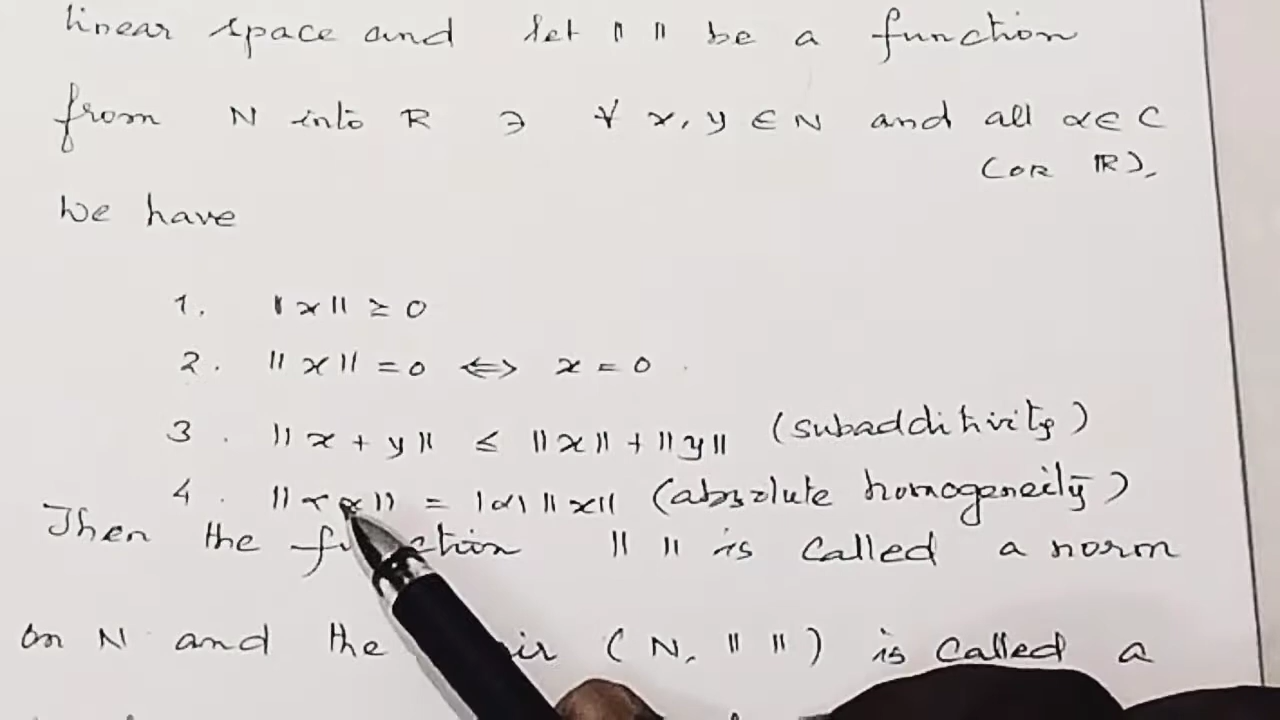 linear space and let || || be a function
from N into R ∋ ∀ x, y ∈ N and all α ∈ C
(OR ℝ),
we have
1. ||x|| ≥ 0
2. ||x|| = 0 ⟺ x = 0.
3. ||x + y|| ≤ ||x|| + ||y|| (subadditivity)
4. ||αx|| = |α| ||x|| (absolute homogeneity)
Then the function || || is called a norm
on N and the (N, || ||) is called a